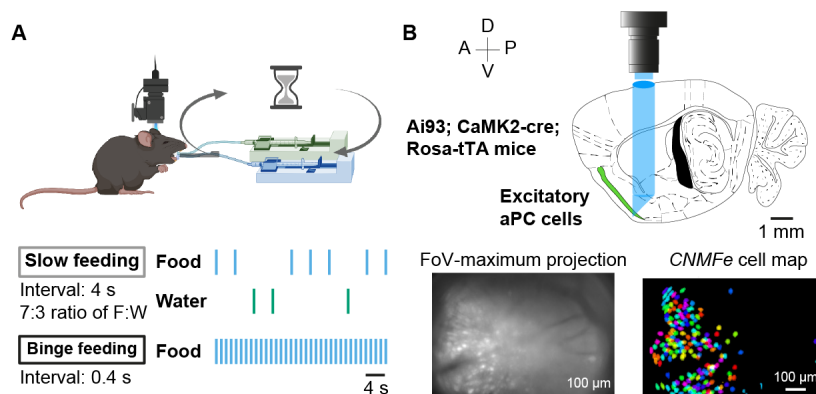 A
Slow feeding
Interval: 4 s
7:3 ratio of F:W
Food
Water
Binge feeding
Interval: 0.4 s
Food
4 s
B
D
A P
V
Ai93; CaMK2-cre;
Rosa-tTA mice
Excitatory
aPC cells
1 mm
FoV-maximum projection
100 µm
CNMFe cell map
100 µm